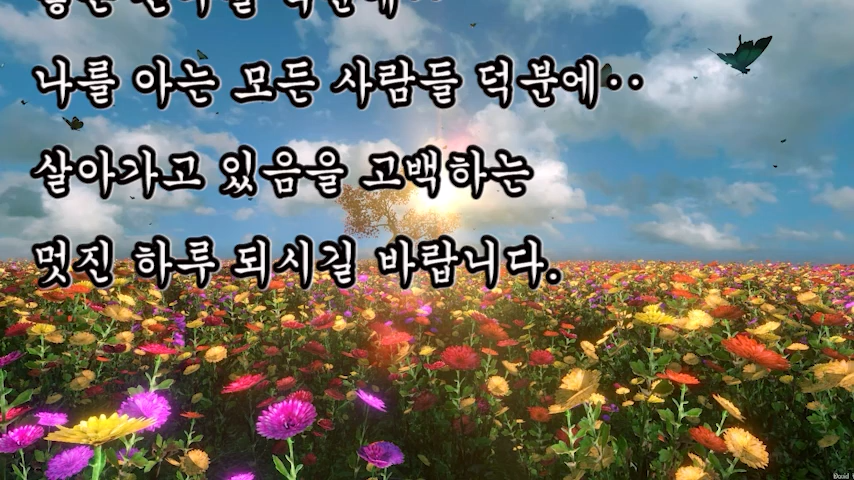 나를 아는 모든 사람들 덕분에··
살아가고 있음을 고백하는
멋진 하루 되시길 바랍니다.
David